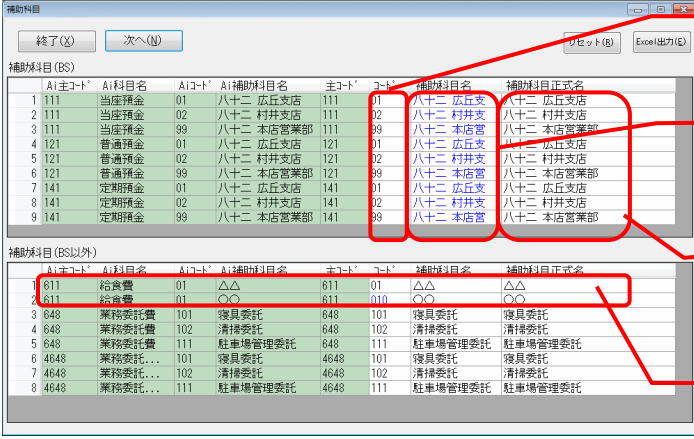 補助科目
終了(X) 次へ(N) リセット(R) Excel出力(E)
補助科目(BS)
Ai主コード Ai科目名 Aiコード Ai補助科目名 主コード コード 補助科目名 補助科目正式名
1 111 当座預金 01 八十二 広丘支店 111 01 八十二 広丘支 八十二 広丘支店
2 111 当座預金 02 八十二 村井支店 111 02 八十二 村井支 八十二 村井支店
3 111 当座預金 99 八十二 本店営業部 111 99 八十二 本店営 八十二 本店営業部
4 121 普通預金 01 八十二 広丘支店 121 01 八十二 広丘支 八十二 広丘支店
5 121 普通預金 02 八十二 村井支店 121 02 八十二 村井支 八十二 村井支店
6 121 普通預金 99 八十二 本店営業部 121 99 八十二 本店営 八十二 本店営業部
7 141 定期預金 01 八十二 広丘支店 141 01 八十二 広丘支 八十二 広丘支店
8 141 定期預金 02 八十二 村井支店 141 02 八十二 村井支 八十二 村井支店
9 141 定期預金 99 八十二 本店営業部 141 99 八十二 本店営 八十二 本店営業部
補助科目(BS以外)
Ai主コード Ai科目名 Aiコード Ai補助科目名 主コード コード 補助科目名 補助科目正式名
1 611 給食費 01 △△ 611 01 △△ △△
2 611 給食費 01 〇〇 611 010 〇〇 〇〇
3 648 業務委託費 101 寝具委託 648 101 寝具委託 寝具委託
4 648 業務委託費 102 清掃委託 648 102 清掃委託 清掃委託
5 648 業務委託費 111 駐車場管理委託 648 111 駐車場管理委託 駐車場管理委託
6 4648 業務委託... 101 寝具委託 4648 101 寝具委託 寝具委託
7 4648 業務委託... 102 清掃委託 4648 102 清掃委託 清掃委託
8 4648 業務委託... 111 駐車場管理委託 4648 111 駐車場管理委託 駐車場管理委託